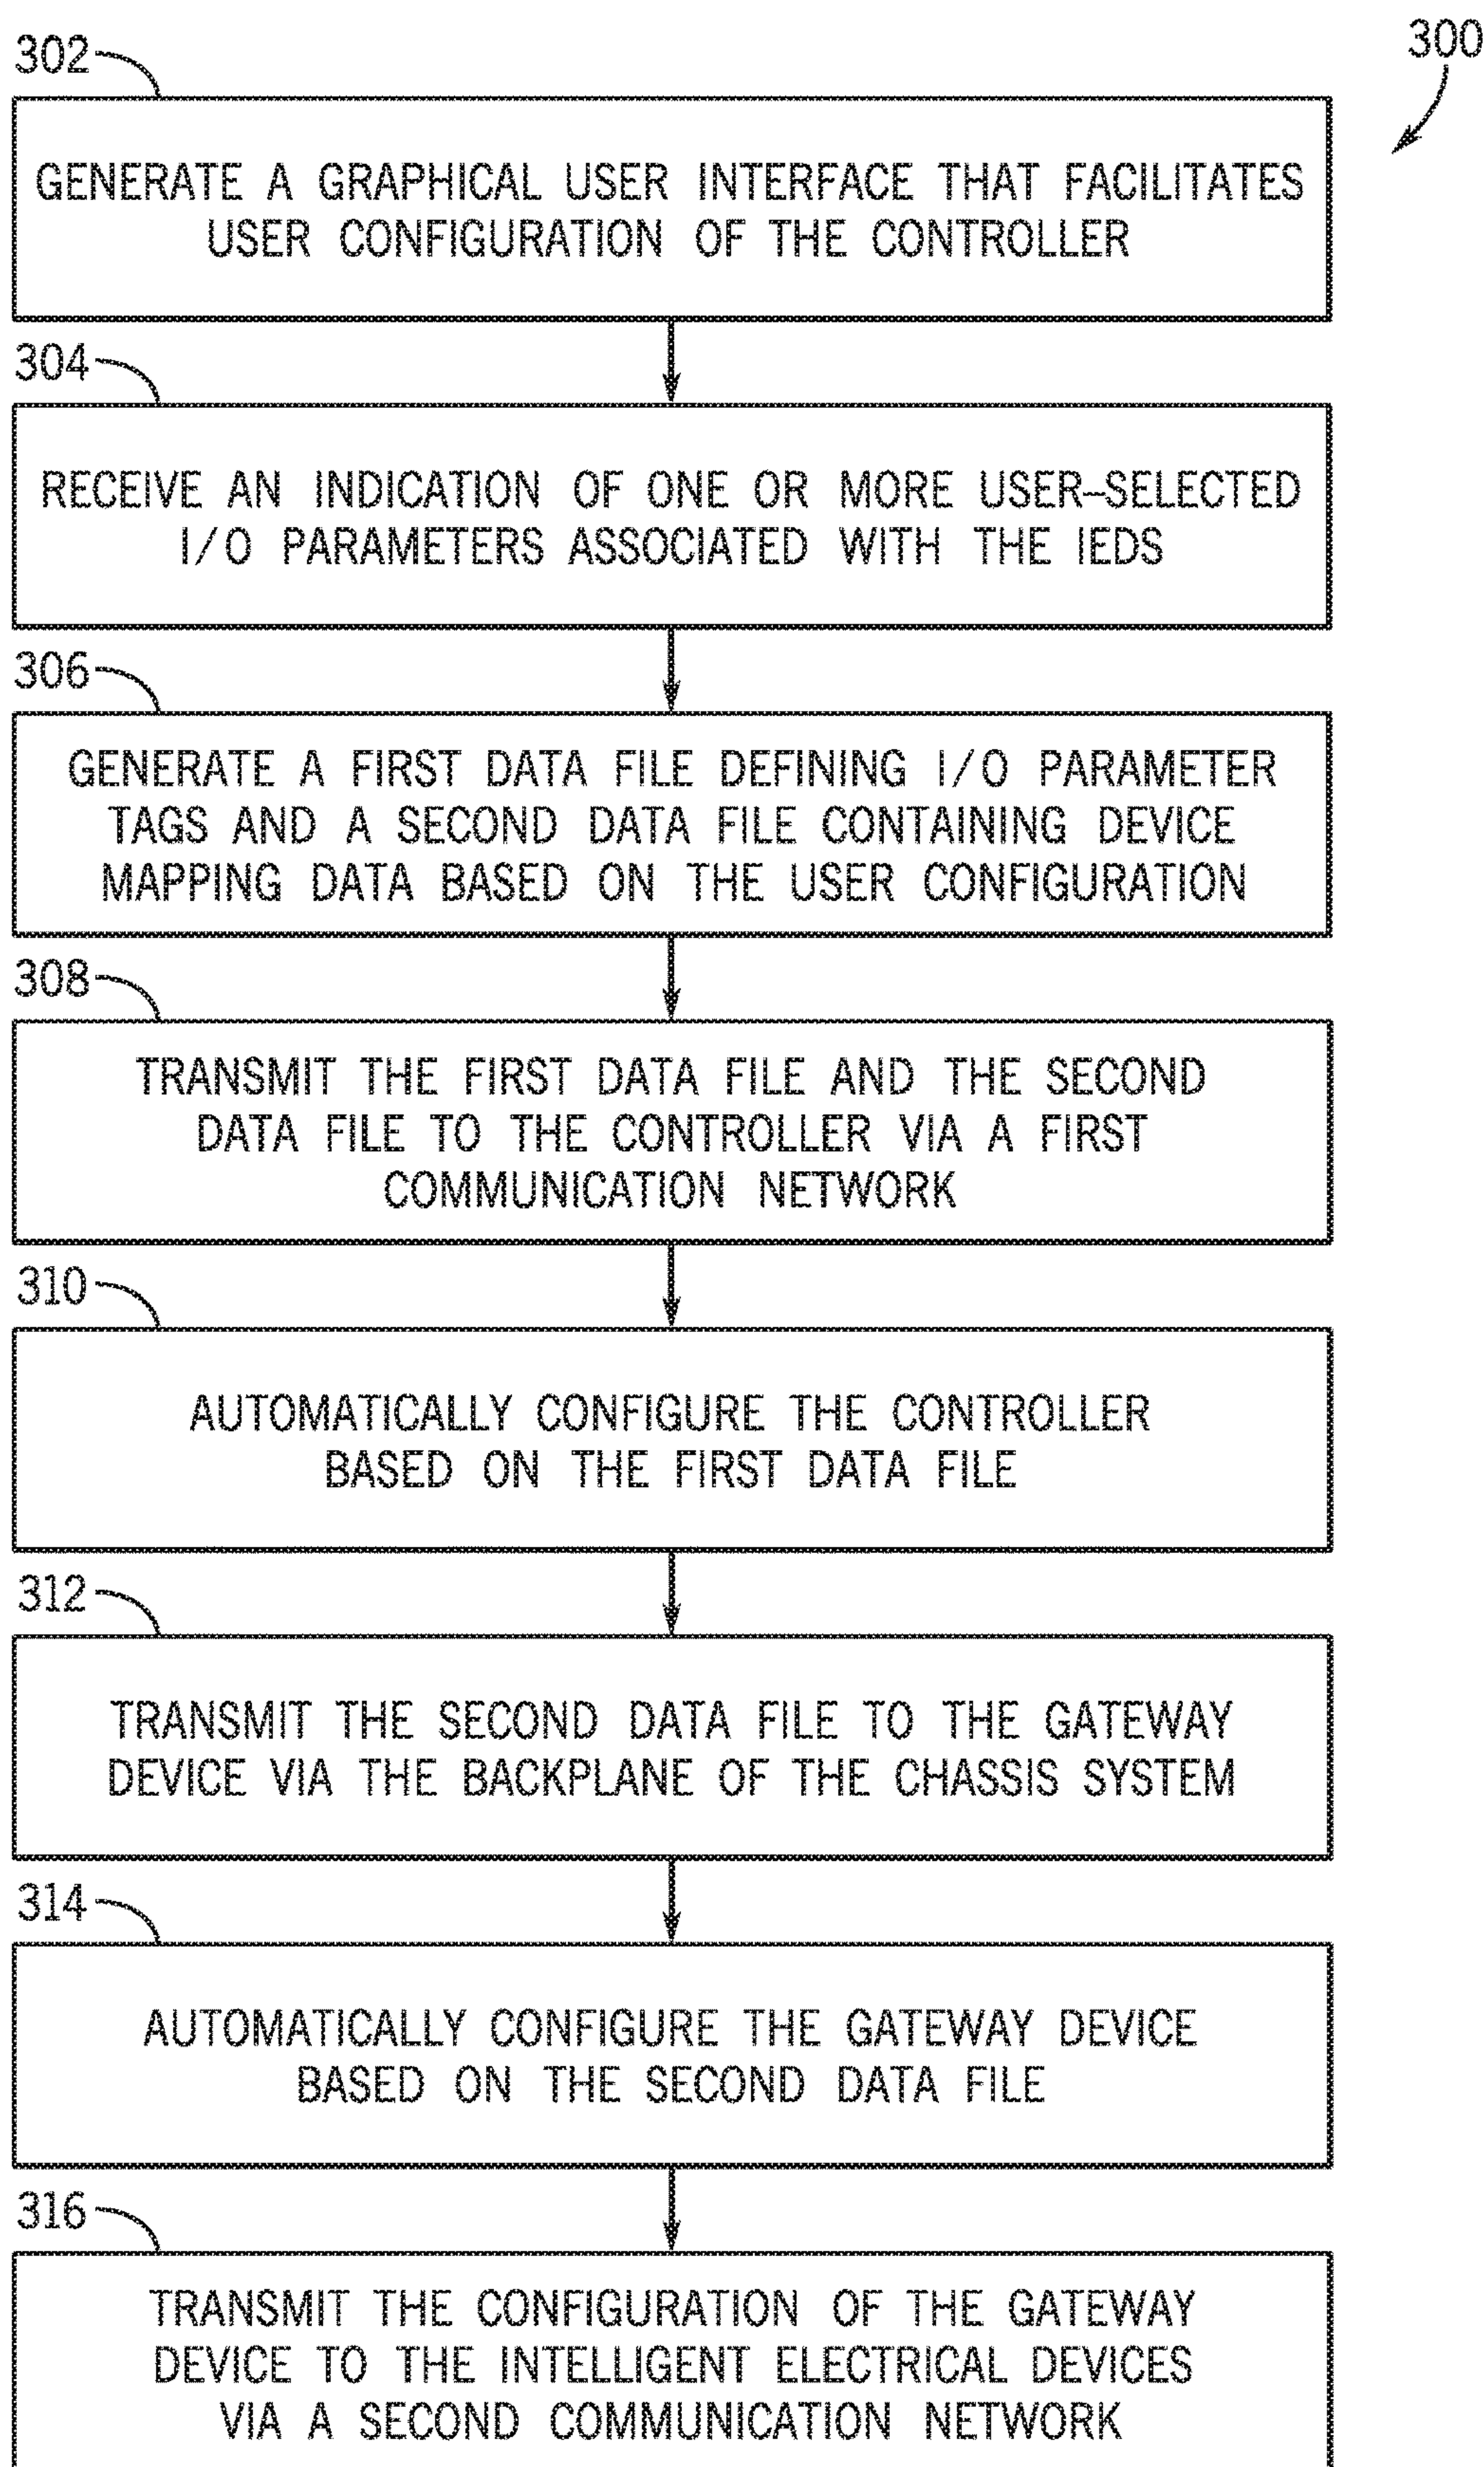 300
302
GENERATE A GRAPHICAL USER INTERFACE THAT FACILITATES
USER CONFIGURATION OF THE CONTROLLER
304
RECEIVE AN INDICATION OF ONE OR MORE USER-SELECTED
I/O PARAMETERS ASSOCIATED WITH THE IEDS
306
GENERATE A FIRST DATA FILE DEFINING I/O PARAMETER
TAGS AND A SECOND DATA FILE CONTAINING DEVICE
MAPPING DATA BASED ON THE USER CONFIGURATION
308
TRANSMIT THE FIRST DATA FILE AND THE SECOND
DATA FILE TO THE CONTROLLER VIA A FIRST
COMMUNICATION NETWORK
310
AUTOMATICALLY CONFIGURE THE CONTROLLER
BASED ON THE FIRST DATA FILE
312
TRANSMIT THE SECOND DATA FILE TO THE GATEWAY
DEVICE VIA THE BACKPLANE OF THE CHASSIS SYSTEM
314
AUTOMATICALLY CONFIGURE THE GATEWAY DEVICE
BASED ON THE SECOND DATA FILE
316
TRANSMIT THE CONFIGURATION OF THE GATEWAY
DEVICE TO THE INTELLIGENT ELECTRICAL DEVICES
VIA A SECOND COMMUNICATION NETWORK